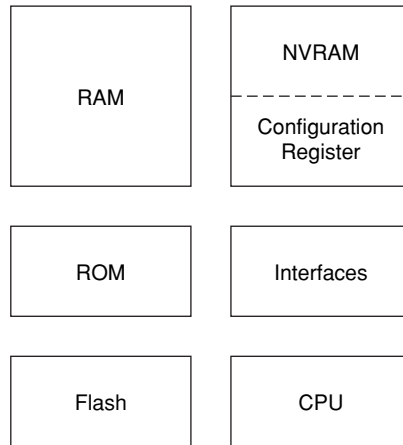 RAM
NVRAM
Configuration
Register
ROM
Interfaces
Flash
CPU